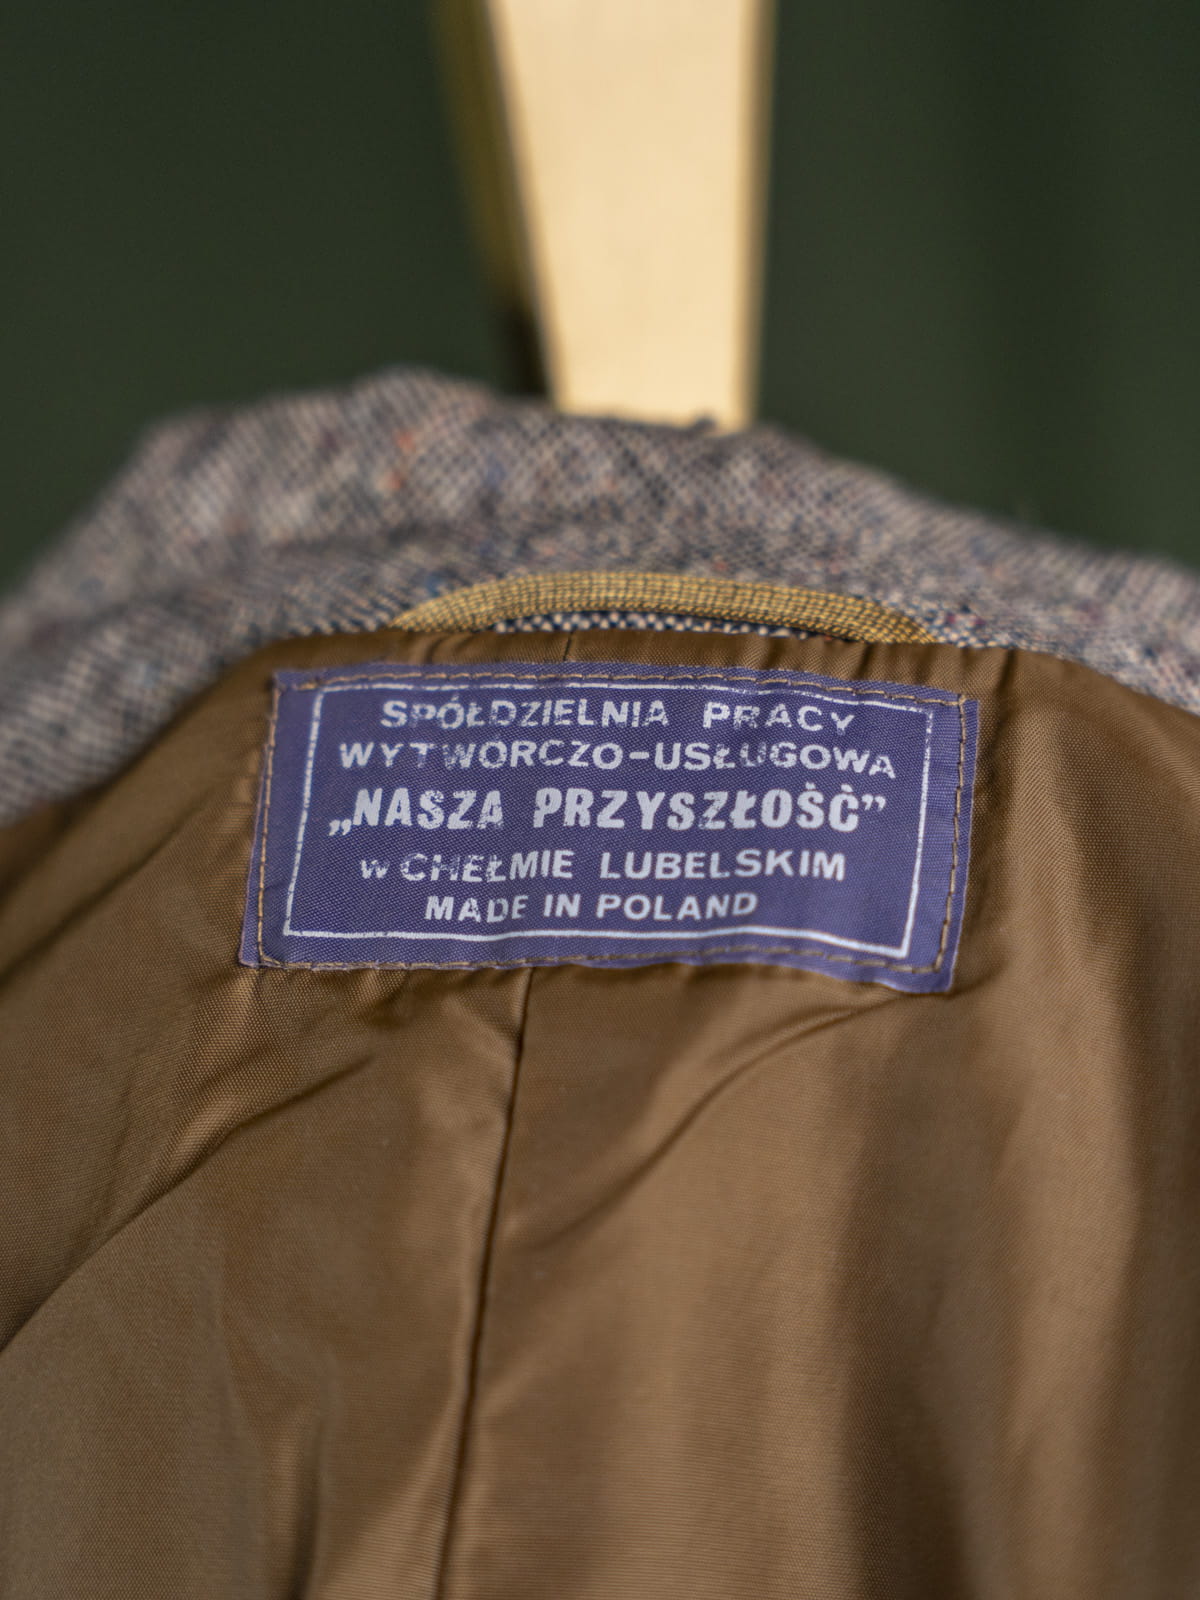 SPÓŁDZIELNIA PRACY
WYTWÓRCZO-USŁUGOWA
„NASZA PRZYSZŁOŚĆ”
W CHEŁMIE LUBELSKIM
MADE IN POLAND